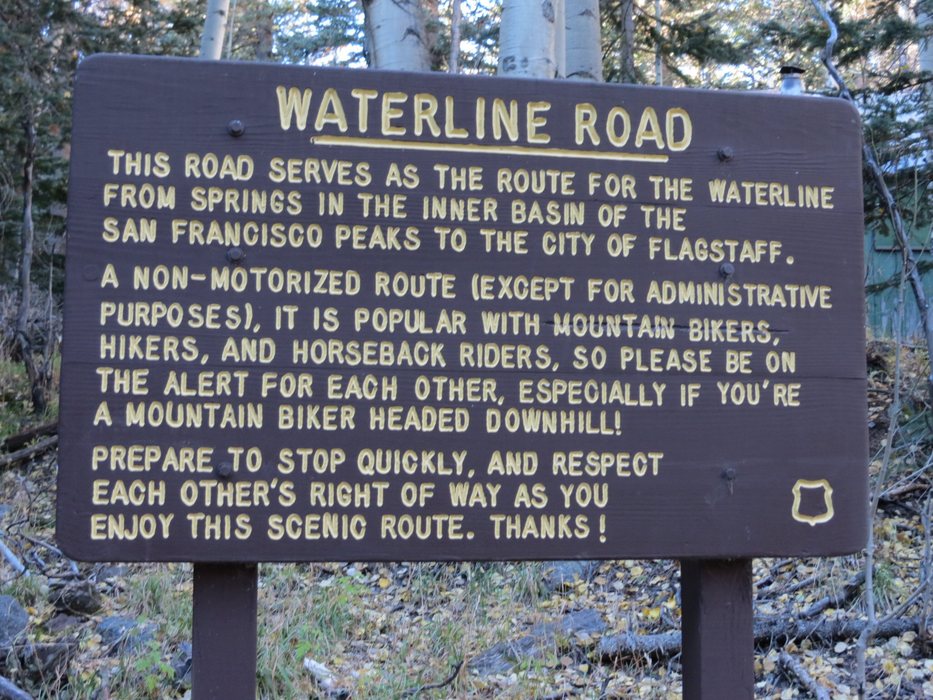 WATERLINE ROAD
THIS ROAD SERVES AS THE ROUTE FOR THE WATERLINE
FROM SPRINGS IN THE INNER BASIN OF THE
SAN FRANCISCO PEAKS TO THE CITY OF FLAGSTAFF.
A NON-MOTORIZED ROUTE (EXCEPT FOR ADMINISTRATIVE
PURPOSES), IT IS POPULAR WITH MOUNTAIN BIKERS,
HIKERS, AND HORSEBACK RIDERS, SO PLEASE BE ON
THE ALERT FOR EACH OTHER, ESPECIALLY IF YOU'RE
A MOUNTAIN BIKER HEADED DOWNHILL!
PREPARE TO STOP QUICKLY, AND RESPECT
EACH OTHER'S RIGHT OF WAY AS YOU
ENJOY THIS SCENIC ROUTE. THANKS!